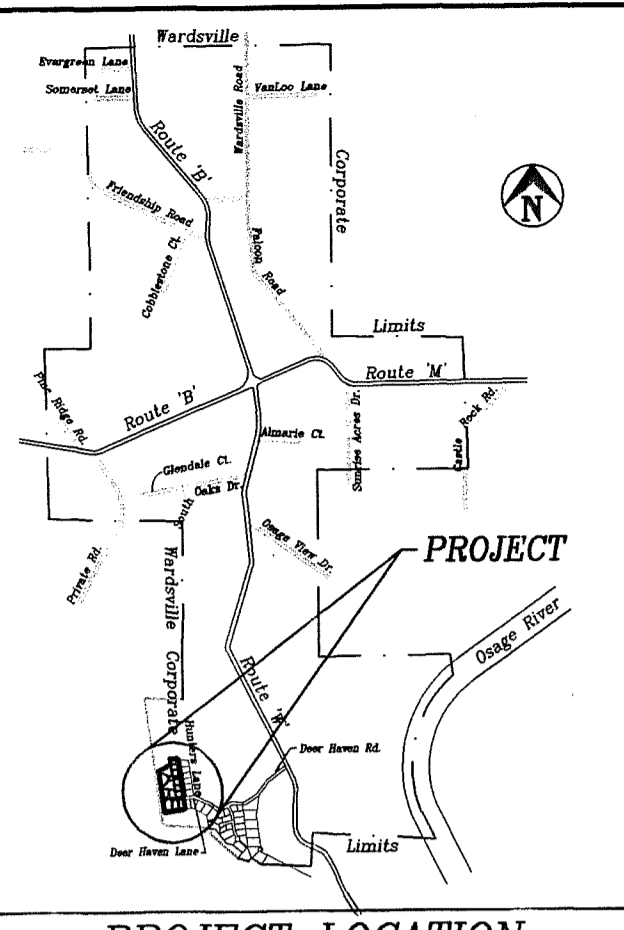 Wardsville
Evargreen Lane
Somerset Lane
Wardsville Road
VanLoo Lane
Route 'B'
Corporate
N
Friendship Road
Cobblestone Ct.
Falcon Road
Limits
Route 'M'
Pine Ridge Rd.
Route 'B'
Almarie Ct.
Sunrise Acres Dr.
Castle Rock Rd.
Glendale Ct.
South Oaks Dr.
Osage View Dr.
Private Rd.
PROJECT
Wardsville Corporate
Osage River
Route 'W'
Hunters Lane
Deer Haven Rd.
Deer Haven Lane
Limits
PROJECT LOCATION